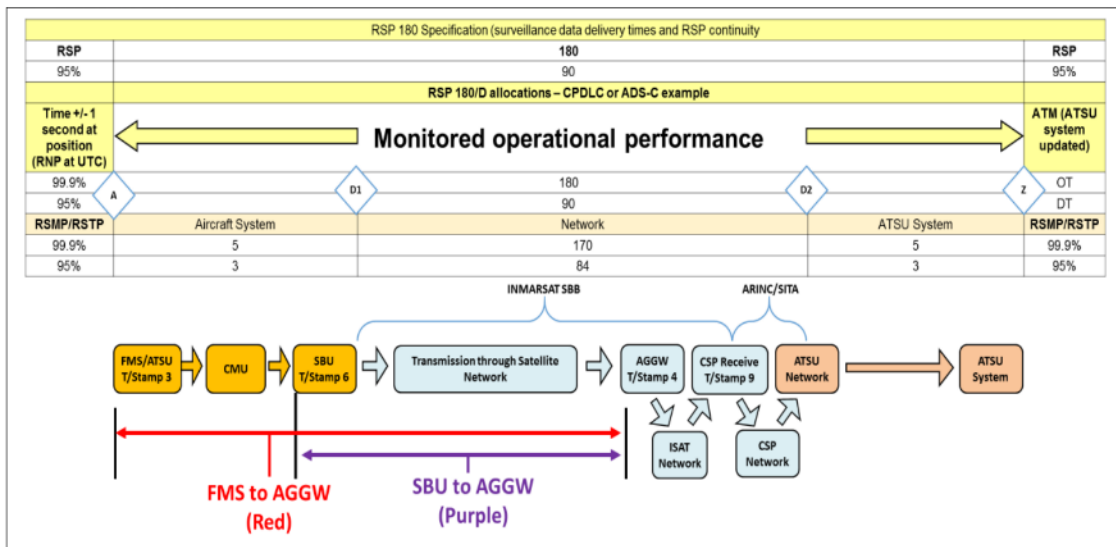 RSP 180 Specification (surveillance data delivery times and RSP continuity
RSP 180 RSP
95% 90 95%
RSP 180/D allocations – CPDLC or ADS-C example
Time +/- 1
second at
position
(RNP at UTC)
Monitored operational performance
ATM (ATSU
system
updated)
99.9% 180 OT
A D1 D2 Z
95% 90 DT
RSMP/RSTP Aircraft System Network ATSU System RSMP/RSTP
99.9% 5 170 5 99.9%
95% 3 84 3 95%
INMARSAT SBB ARINC/SITA
FMS/ATSU
T/Stamp 3
CMU
SBU
T/Stamp 6
Transmission through Satellite
Network
AGGW
T/Stamp 4
CSP Receive
T/Stamp 9
ATSU
Network
ATSU
System
ISAT
Network
CSP
Network
FMS to AGGW
(Red)
SBU to AGGW
(Purple)